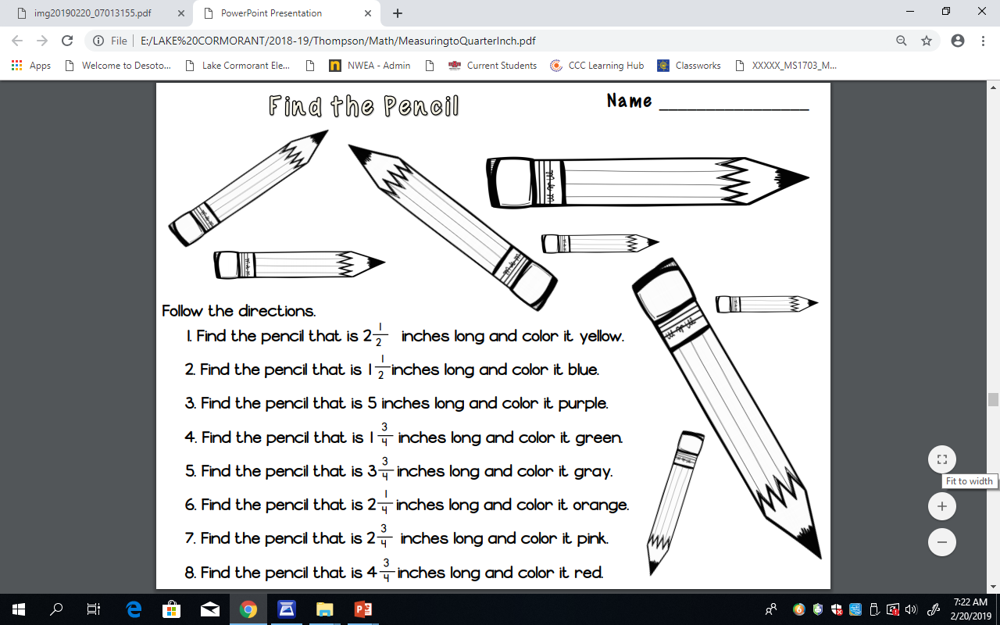 img20190220_07013155.pdf
PowerPoint Presentation
File E:/LAKE%20CORMORANT/2018-19/Thompson/Math/MeasuringtoQuarterInch.pdf
Apps Welcome to Desoto... Lake Cormorant Ele... NWEA - Admin Current Students CCC Learning Hub Classworks XXXXX_MS1703_M...
Find the Pencil
Name ________________
Follow the directions.
1. Find the pencil that is 2 1/2 inches long and color it yellow.
2. Find the pencil that is 1 1/2 inches long and color it blue.
3. Find the pencil that is 5 inches long and color it purple.
4. Find the pencil that is 1 3/4 inches long and color it green.
5. Find the pencil that is 3 3/4 inches long and color it gray.
6. Find the pencil that is 2 1/4 inches long and color it orange.
7. Find the pencil that is 2 3/4 inches long and color it pink.
8. Find the pencil that is 4 3/4 inches long and color it red.
Fit to width
7:22 AM
2/20/2019